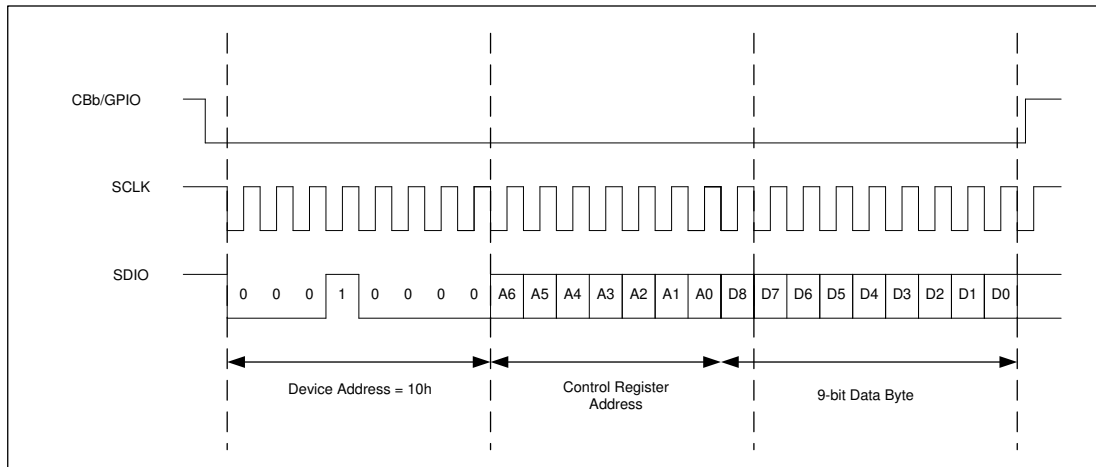 CBb/GPIO
SCLK
SDIO
0 0 0 1 0 0 0 0 A6 A5 A4 A3 A2 A1 A0 D8 D7 D6 D5 D4 D3 D2 D1 D0
Device Address = 10h
Control Register
Address
9-bit Data Byte